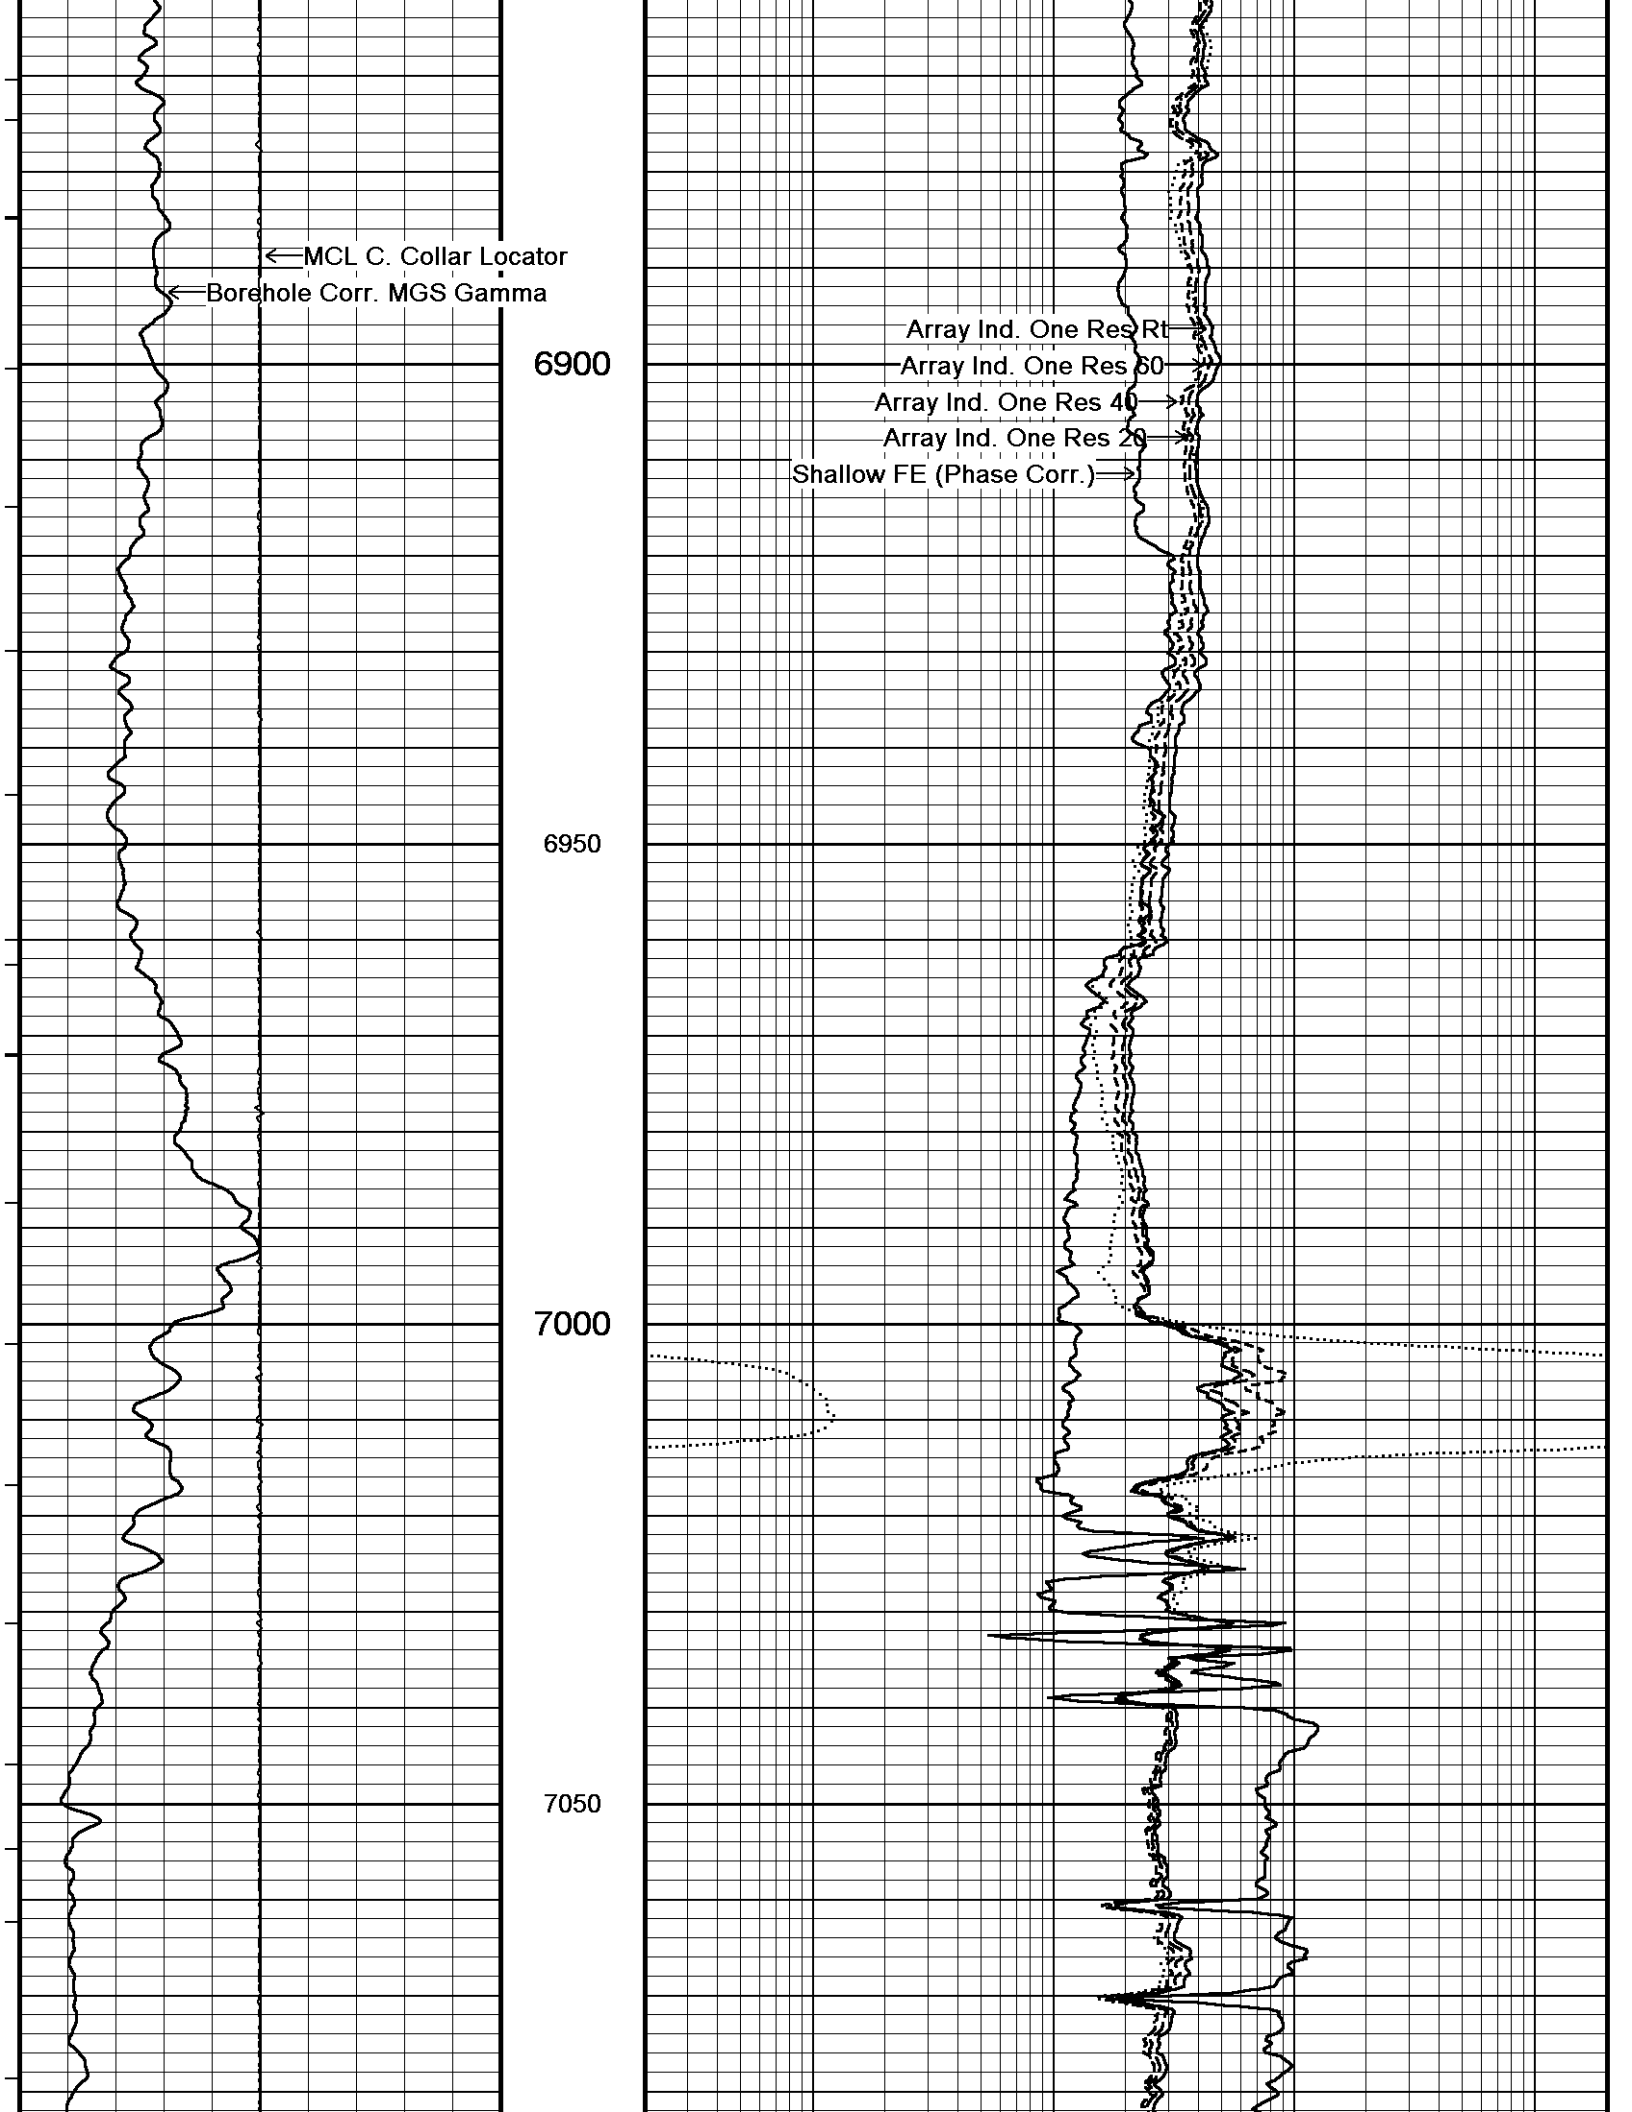 MCL C. Collar Locator
Borehole Corr. MGS Gamma
Array Ind. One Res Rt
6900
Array Ind. One Res 60
Array Ind. One Res 40
Array Ind. One Res 20
Shallow FE (Phase Corr.)
6950
7000
7050